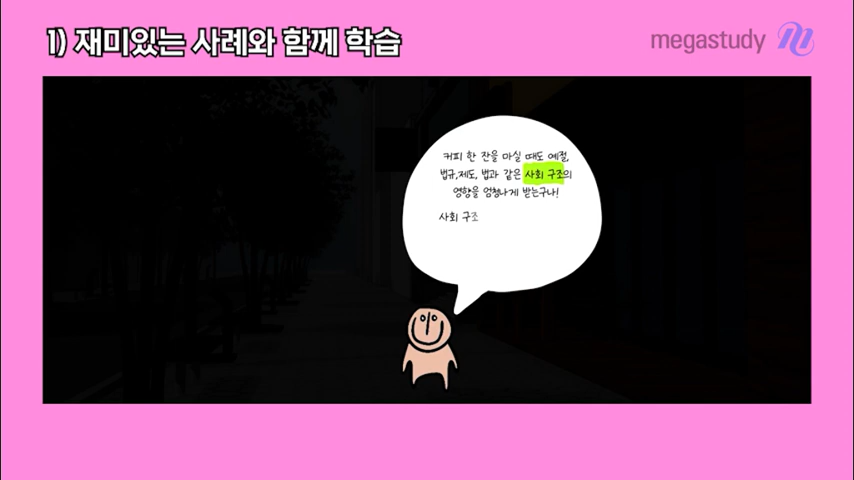 1) 재미있는 사례와 함께 학습
megastudy
커피 한 잔을 마실 때도 예절,
법규,제도, 법과 같은 사회 구조의
영향을 엄청나게 받는구나!
사회 구조